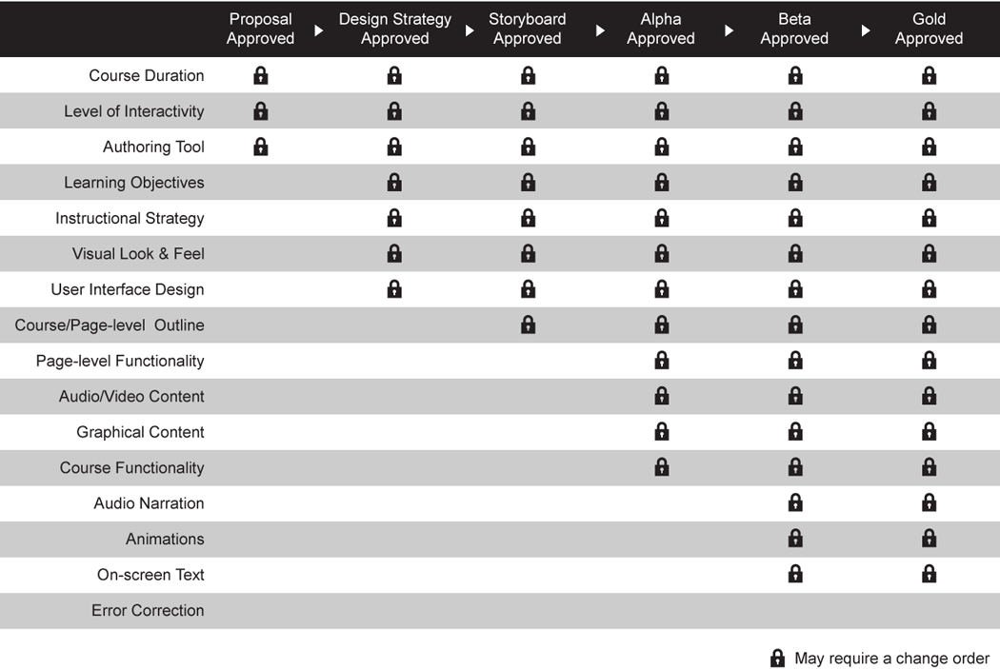 Proposal
Approved
Design Strategy
Approved
Storyboard
Approved
Alpha
Approved
Beta
Approved
Gold
Approved
Course Duration
Level of Interactivity
Authoring Tool
Learning Objectives
Instructional Strategy
Visual Look & Feel
User Interface Design
Course/Page-level Outline
Page-level Functionality
Audio/Video Content
Graphical Content
Course Functionality
Audio Narration
Animations
On-screen Text
Error Correction
May require a change order